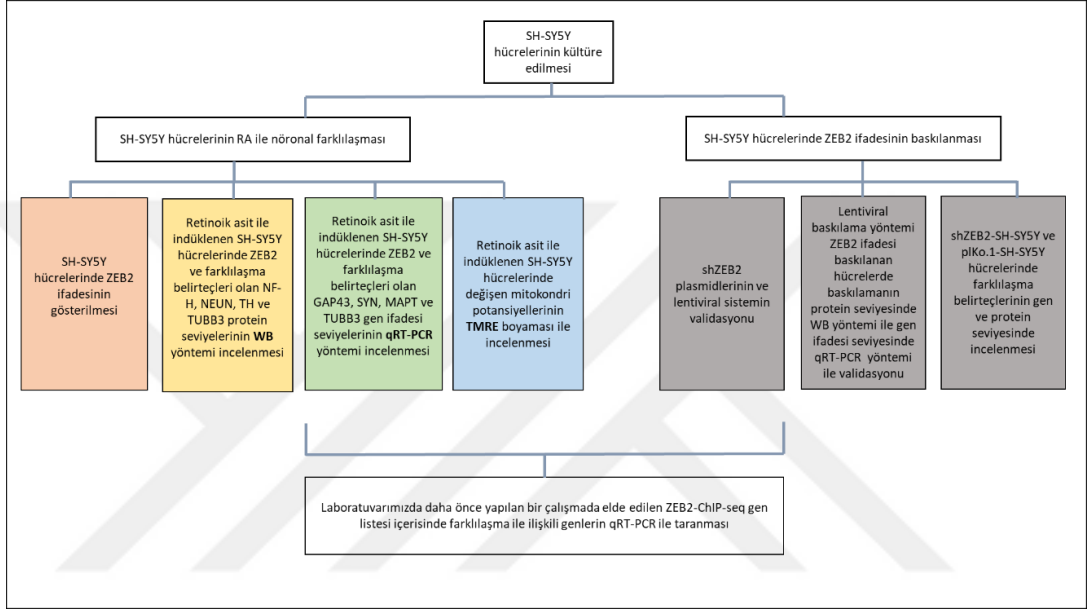 SH-SY5Y
hücrelerinin kültüre
edilmesi
SH-SY5Y hücrelerinin RA ile nöronal farklılaşması
SH-SY5Y hücrelerinde ZEB2 ifadesinin baskılanması
SH-SY5Y
hücrelerinde ZEB2
ifadesinin
gösterilmesi
Retinoik asit ile
indüklenen SH-SY5Y
hücrelerinde ZEB2
ve farklılaşma
belirteçleri olan NF-
H, NEUN, TH ve
TUBB3 protein
seviyelerinin WB
yöntemi incelenmesi
Retinoik asit ile
indüklenen SH-SY5Y
hücrelerinde ZEB2 ve
farklılaşma
belirteçleri olan
GAP43, SYN, MAPT ve
TUBB3 gen ifadesi
seviyelerinin qRT-PCR
yöntemi incelenmesi
Retinoik asit ile
indüklenen SH-SY5Y
hücrelerinde
değişen mitokondri
potansiyellerinin
TMRE boyaması ile
incelenmesi
shZEB2
plasmidlerinin ve
lentiviral sistemin
validasyonu
Lentiviral
baskılama yöntemi
ZEB2 ifadesi
baskılanan
hücrelerde
baskılamanın
protein seviyesinde
WB yöntemi ile gen
ifadesi seviyesinde
qRT-PCR yöntemi
ile validasyonu
shZEB2-SH-SY5Y ve
plKo.1-SH-SY5Y
hücrelerinde
farklılaşma
belirteçlerinin gen
ve protein
seviyesinde
incelenmesi
Laboratuvarımızda daha önce yapılan bir çalışmada elde edilen ZEB2-ChIP-seq gen
listesi içerisinde farklılaşma ile ilişkili genlerin qRT-PCR ile taranması